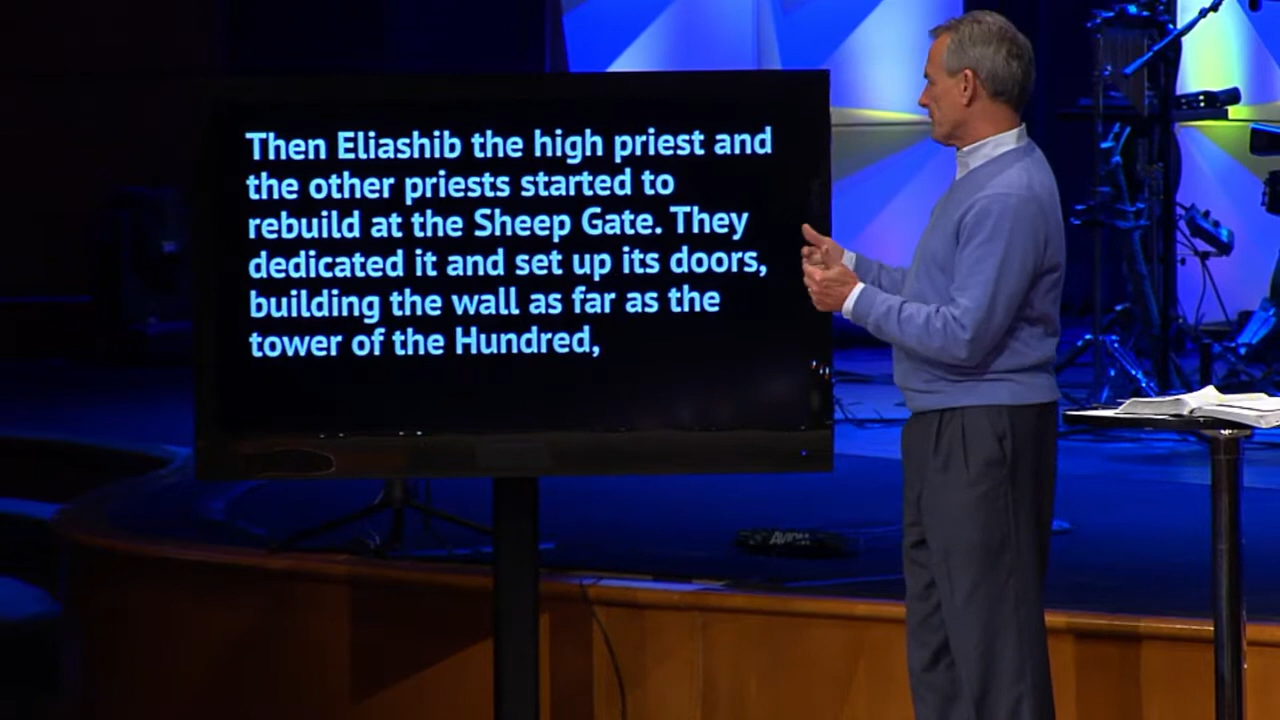 Then Eliashib the high priest and
the other priests started to
rebuild at the Sheep Gate. They
dedicated it and set up its doors,
building the wall as far as the
tower of the Hundred,
AVIOM